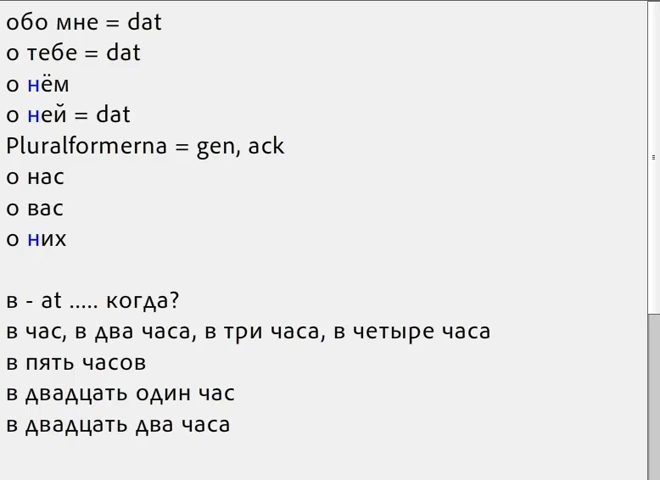 обо мне = dat
о тебе = dat
о нём
о ней = dat
Pluralformerna = gen, ack
о нас
о вас
о них
в - at ..... когда?
в час, в два часа, в три часа, в четыре часа
в пять часов
в двадцать один час
в двадцать два часа